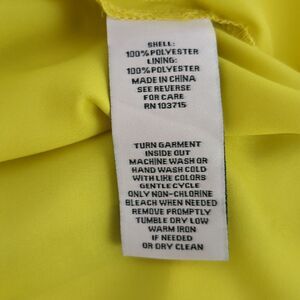 SHELL:
100% POLYESTER
LINING:
100% POLYESTER
MADE IN CHINA
SEE REVERSE
FOR CARE
RN 103715
TURN GARMENT
INSIDE OUT
MACHINE WASH OR
HAND WASH COLD
WITH LIKE COLORS
GENTLE CYCLE
ONLY NON-CHLORINE
BLEACH WHEN NEEDED
REMOVE PROMPTLY
TUMBLE DRY LOW
WARM IRON
IF NEEDED
OR DRY CLEAN